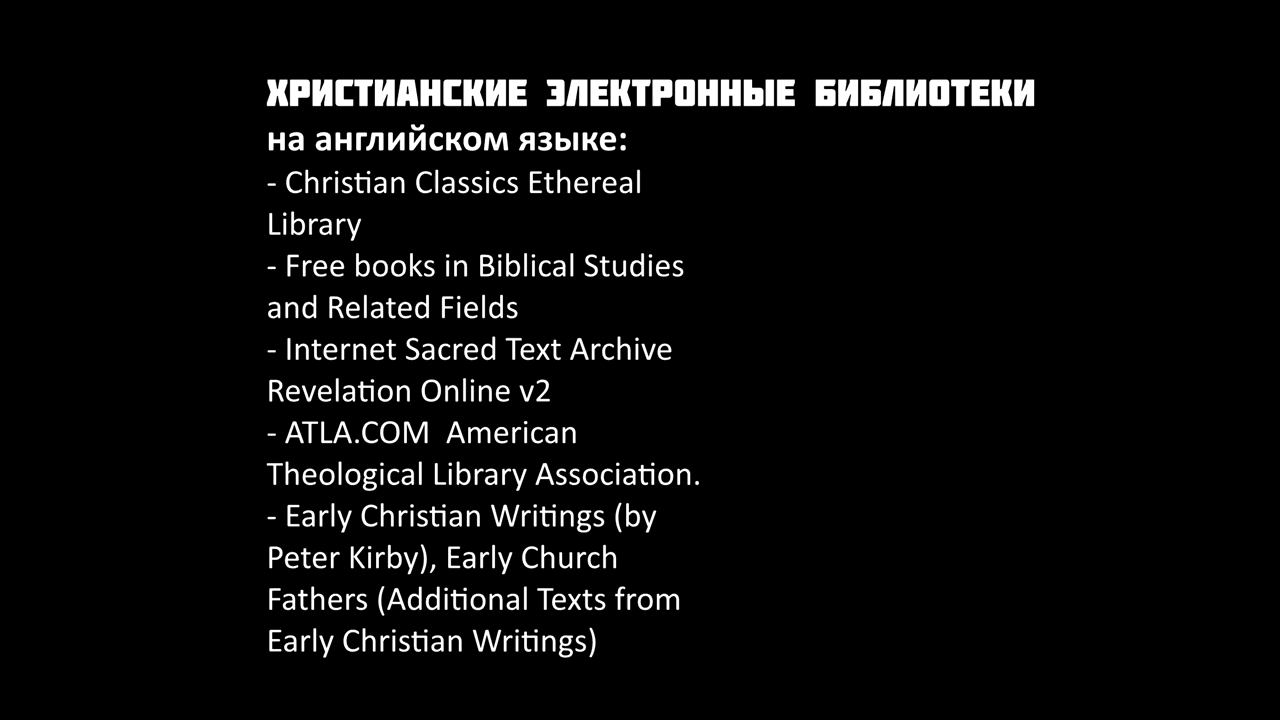 ХРИСТИАНСКИЕ ЭЛЕКТРОННЫЕ БИБЛИОТЕКИ
на английском языке:
- Christian Classics Ethereal
Library
- Free books in Biblical Studies
and Related Fields
- Internet Sacred Text Archive
Revelation Online v2
- ATLA.COM  American
Theological Library Association.
- Early Christian Writings (by
Peter Kirby), Early Church
Fathers (Additional Texts from
Early Christian Writings)